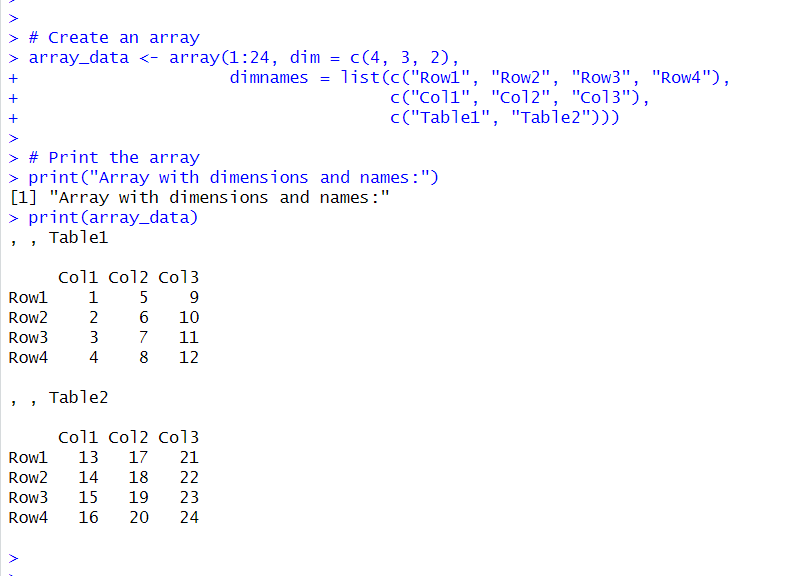 >
>
> # Create an array
> array_data <- array(1:24, dim = c(4, 3, 2),
+                     dimnames = list(c("Row1", "Row2", "Row3", "Row4"),
+                                     c("Col1", "Col2", "Col3"),
+                                     c("Table1", "Table2")))
>
> # Print the array
> print("Array with dimensions and names:")
[1] "Array with dimensions and names:"
> print(array_data)
, , Table1

     Col1 Col2 Col3
Row1    1    5    9
Row2    2    6   10
Row3    3    7   11
Row4    4    8   12

, , Table2

     Col1 Col2 Col3
Row1   13   17   21
Row2   14   18   22
Row3   15   19   23
Row4   16   20   24

>
>